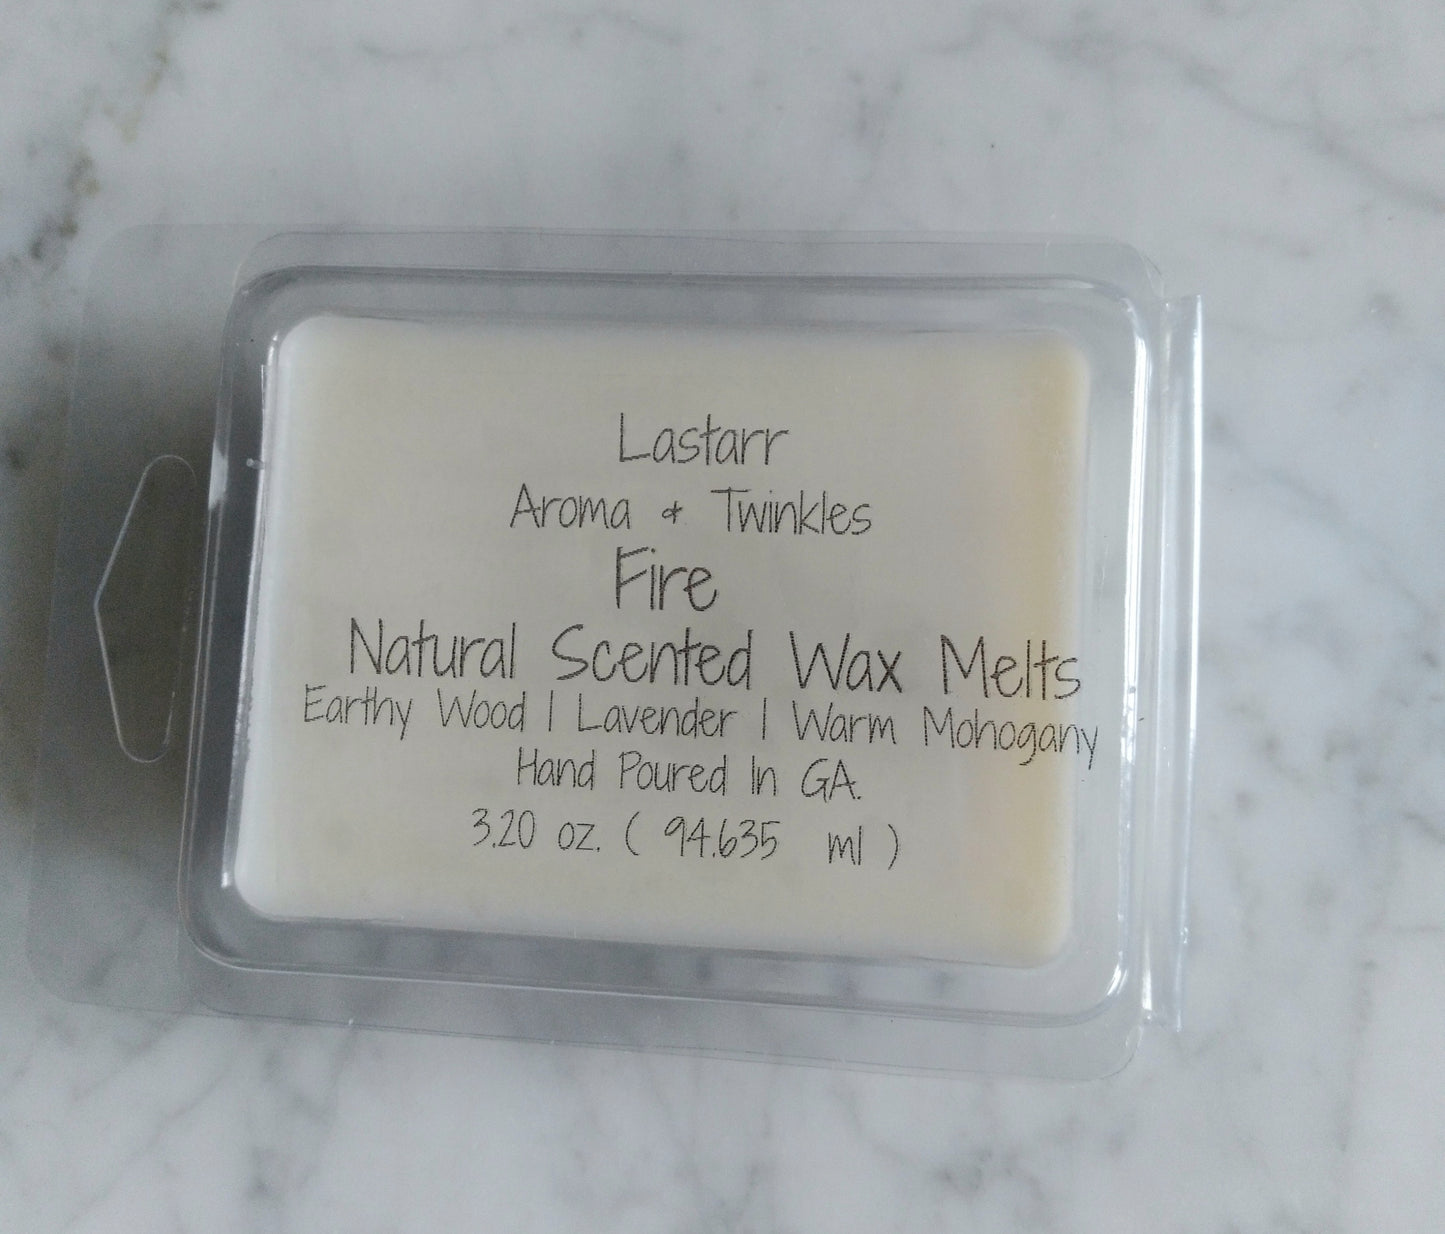 Lastarr
Aroma & Twinkles
Fire
Natural Scented Wax Melts
Earthy Wood | Lavender | Warm Mohogany
Hand Poured In GA.
3.20 oz. ( 94.635 ml )